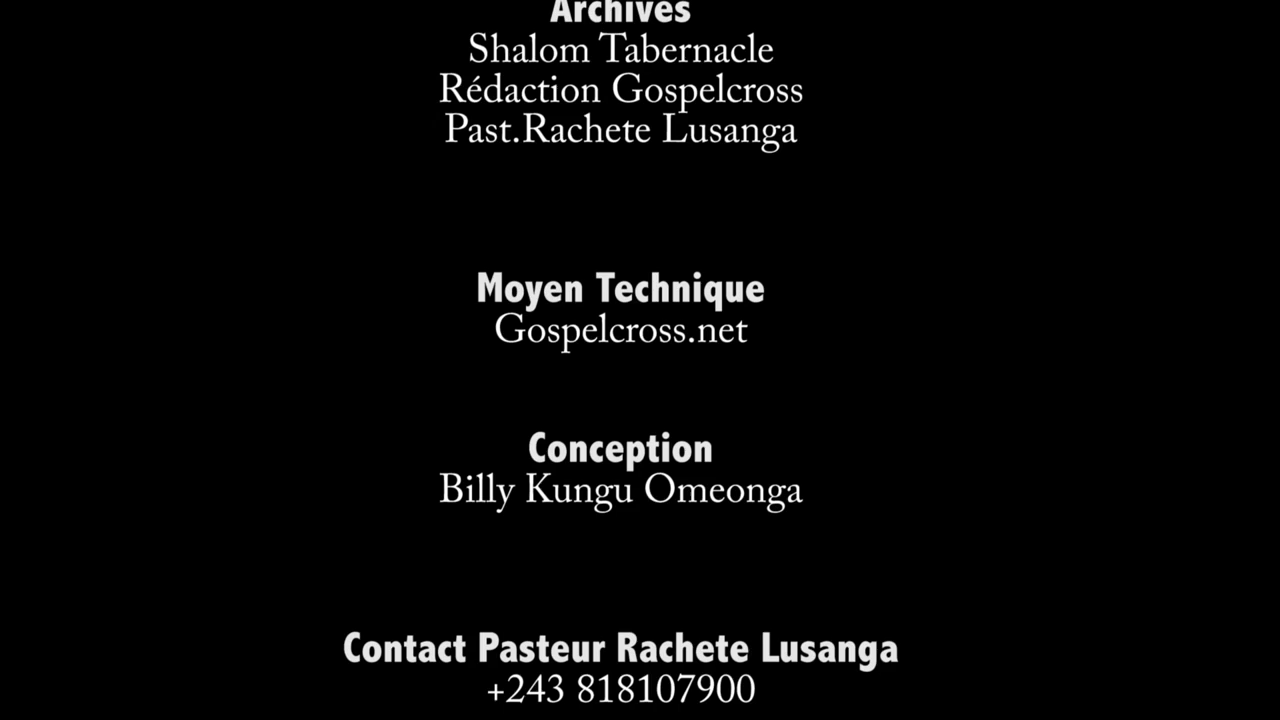 Archives
Shalom Tabernacle
Rédaction Gospelcross
Past.Rachete Lusanga
Moyen Technique
Gospelcross.net
Conception
Billy Kungu Omeonga
Contact Pasteur Rachete Lusanga
+243 818107900